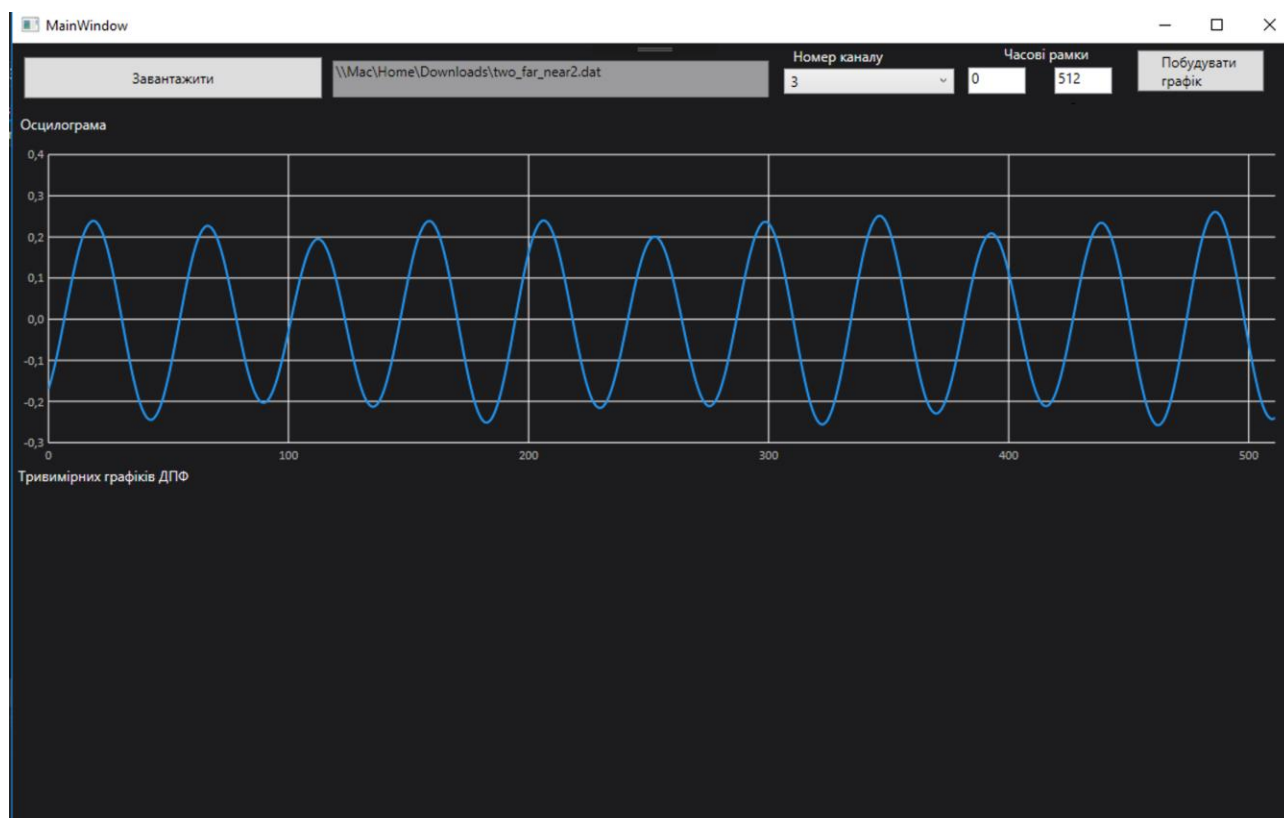 MainWindow
Завантажити
\\Mac\Home\Downloads\two_far_near2.dat
Номер каналу
3
Часові рамки
0
512
Побудувати
графік
Осцилограма
0,4
0,3
0,2
0,1
0,0
-0,1
-0,2
-0,3
0
100
200
300
400
500
Тривимірних графіків ДПФ